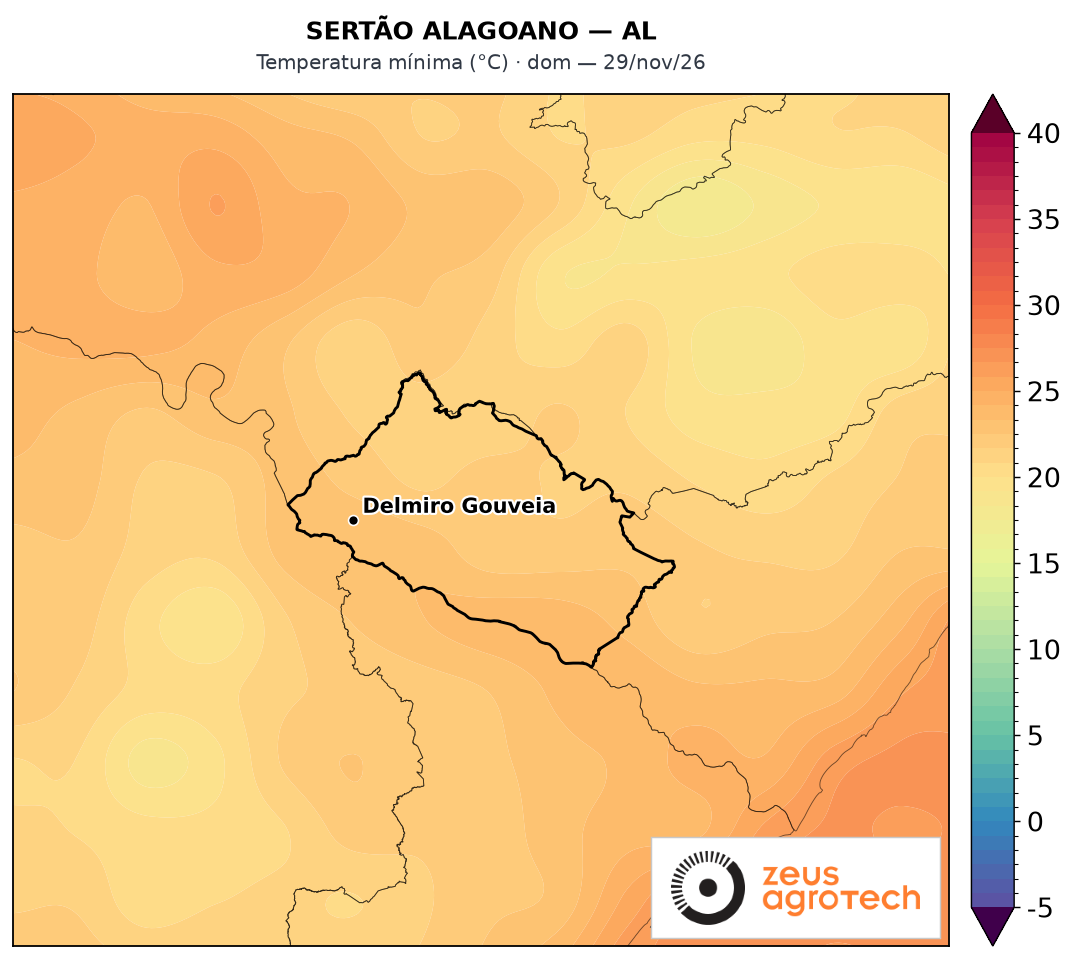 SERTÃO ALAGOANO — AL
Temperatura mínima (°C) · dom — 29/nov/26
40
35
30
25
20
15
10
5
0
-5
Delmiro Gouveia
zeus
agrotech